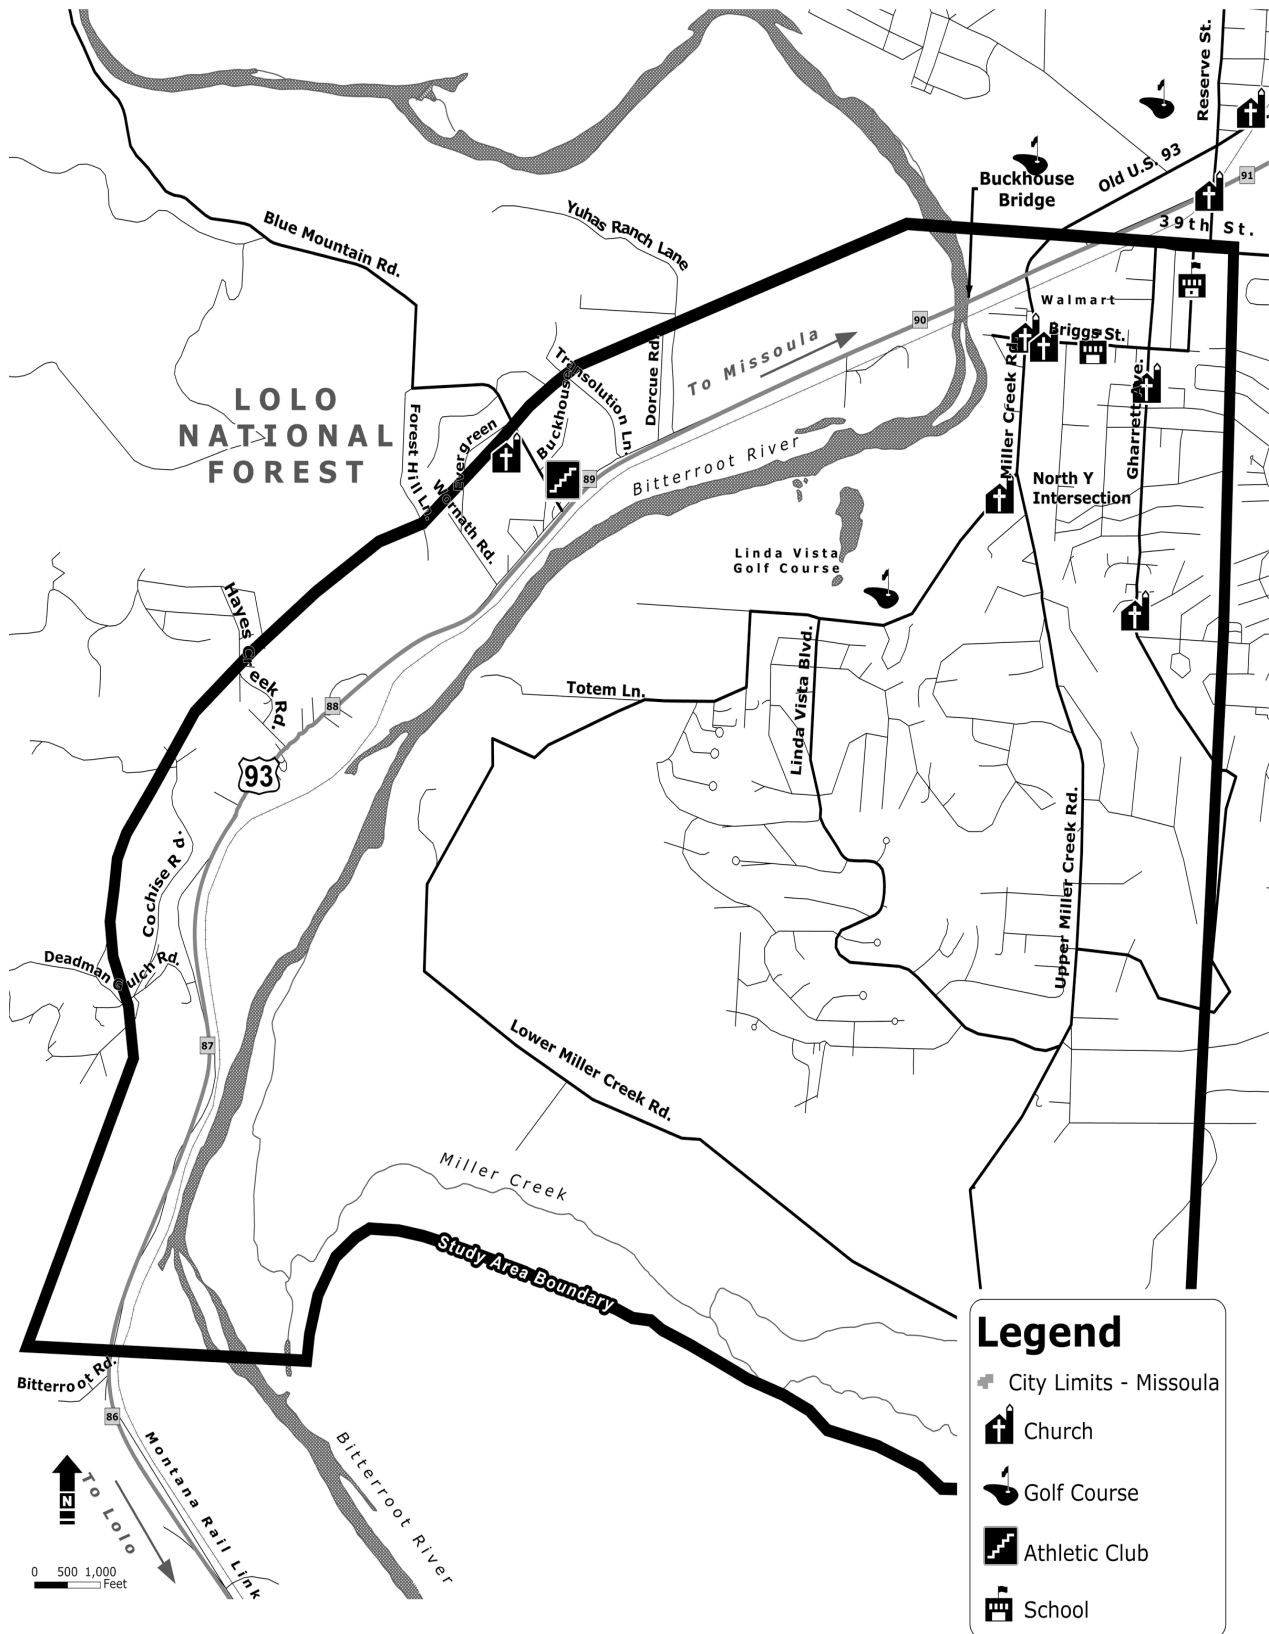 Reserve St.
Old U.S. 93
91
Buckhouse
Bridge
39th St.
Yuhas Ranch Lane
Blue Mountain Rd.
Walmart
90
Briggs St.
To Missoula
Dorcue Rd.
Transolution Ln.
Buckhouse
LOLO
NATIONAL
FOREST
Forest Hill Ln.
Evergreen
Wornath Rd.
89
Bitterroot River
Miller Creek Rd.
Gharrett Ave.
North Y
Intersection
Linda Vista
Golf Course
Hayes Creek Rd.
88
93
Totem Ln.
Linda Vista Blvd.
Upper Miller Creek Rd.
Cochise Rd.
Deadman Gulch Rd.
87
Lower Miller Creek Rd.
Miller Creek
Study Area Boundary
Bitterroot Rd.
86
Montana Rail Link
To Lolo
Bitterroot River
N
0 500 1,000
Feet
Legend
City Limits - Missoula
Church
Golf Course
Athletic Club
School